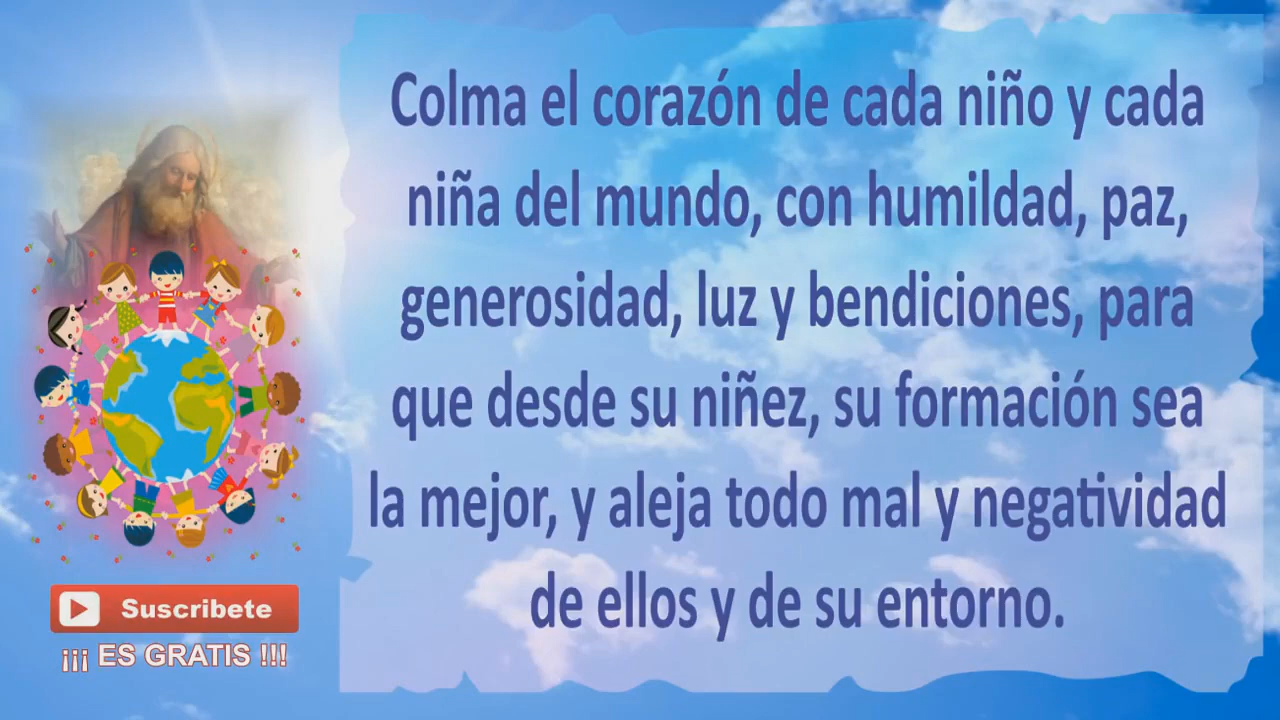 Colma el corazón de cada niño y cada
niña del mundo, con humildad, paz,
generosidad, luz y bendiciones, para
que desde su niñez, su formación sea
la mejor, y aleja todo mal y negatividad
de ellos y de su entorno.
Suscribete
¡¡¡ ES GRATIS !!!